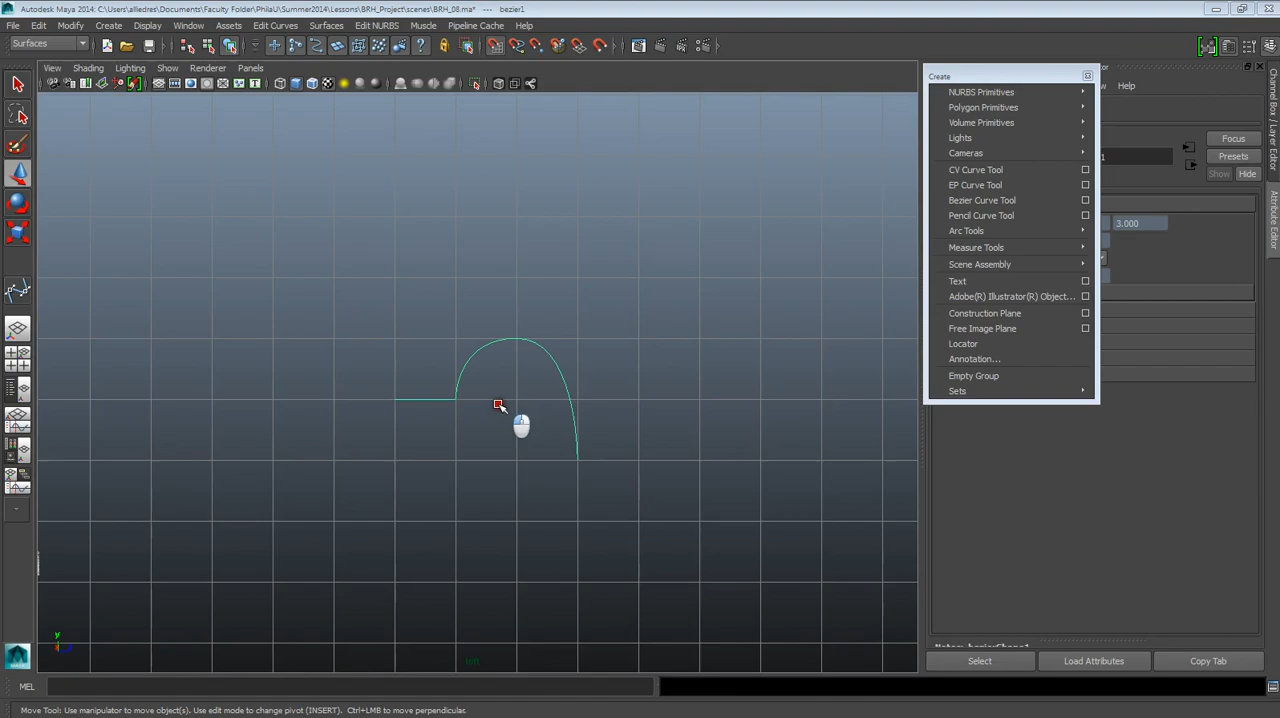 Autodesk Maya 2014: C:\Users\alliedres\Documents\Faculty Folder\PhilaU\Summer2014\Lessons\BRH_Project\scenes\BRH_08.ma* --- bezier1
File Edit Modify Create Display Window Assets Edit Curves Surfaces Edit NURBS Muscle Pipeline Cache Help
Surfaces
View Shading Lighting Show Renderer Panels
Create
NURBS Primitives
Polygon Primitives
Volume Primitives
Lights
Cameras
CV Curve Tool
EP Curve Tool
Bezier Curve Tool
Pencil Curve Tool
Arc Tools
Measure Tools
Scene Assembly
Text
Adobe(R) Illustrator(R) Object...
Construction Plane
Free Image Plane
Locator
Annotation...
Empty Group
Sets
Help
Focus
Presets
Show Hide
3.000
Channel Box / Layer Editor
Attribute Editor
y
Notes: bezierShape1
Select Load Attributes Copy Tab
MEL
Move Tool: Use manipulator to move object(s). Use edit mode to change pivot (INSERT). Ctrl+LMB to move perpendicular.